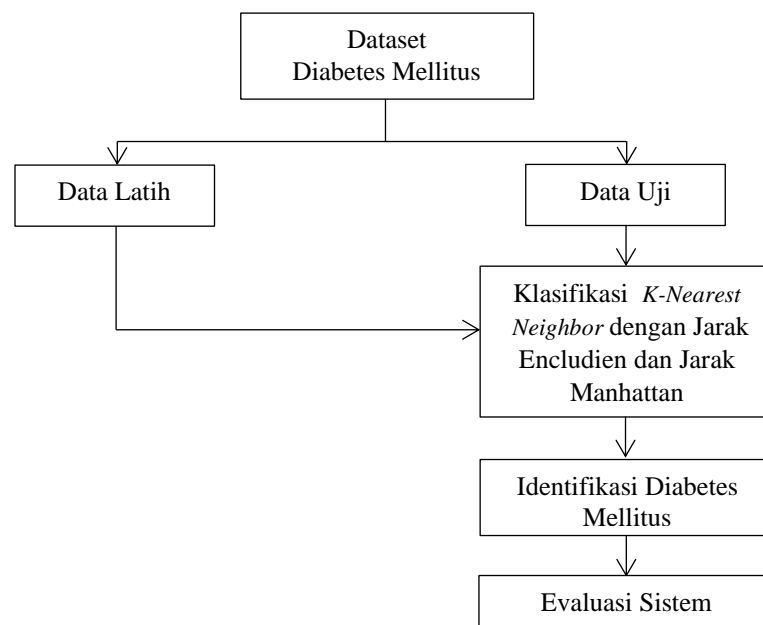 Dataset
Diabetes Mellitus
Data Latih
Data Uji
Klasifikasi K-Nearest
Neighbor dengan Jarak
Encludien dan Jarak
Manhattan
Identifikasi Diabetes
Mellitus
Evaluasi Sistem